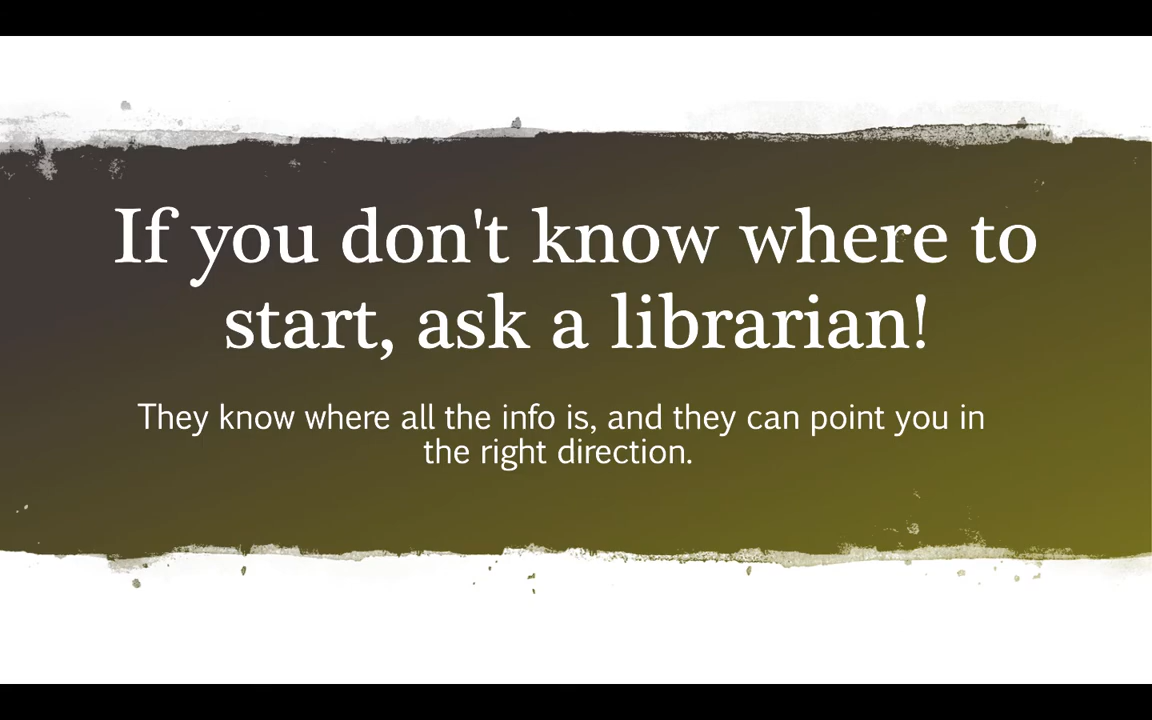 If you don't know where to
start, ask a librarian!
They know where all the info is, and they can point you in
the right direction.